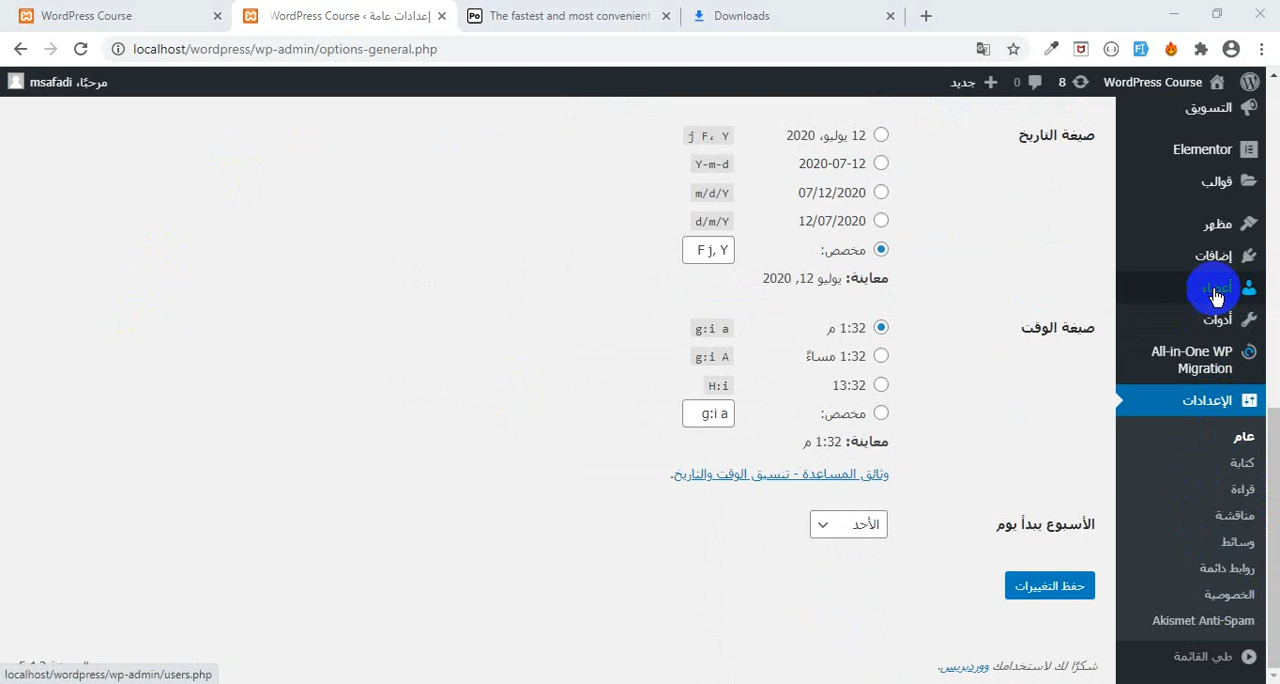 WordPress Course
إعدادات عامة ‹ WordPress Course
Po The fastest and most convenient
Downloads
localhost/wordpress/wp-admin/options-general.php
WordPress Course
8
0
جديد
مرحبًا، msafadi
التسويق
Elementor
قوالب
مظهر
إضافات
أعضاء
أدوات
All-in-One WP
Migration
الإعدادات
عام
كتابة
قراءة
مناقشة
وسائط
روابط دائمة
الخصوصية
Akismet Anti-Spam
طي القائمة
صيغة التاريخ
12 يوليو، 2020 j F، Y
2020-07-12 Y-m-d
07/12/2020 m/d/Y
12/07/2020 d/m/Y
مخصص: F j, Y
معاينة: يوليو 12, 2020
صيغة الوقت
1:32 م g:i a
1:32 مساءً g:i A
13:32 H:i
مخصص: g:i a
معاينة: 1:32 م
وثائق المساعدة - تنسيق الوقت والتاريخ.
الأسبوع يبدأ يوم
الأحد
حفظ التغييرات
شكرًا لك لاستخدامك ووردبريس.
localhost/wordpress/wp-admin/users.php